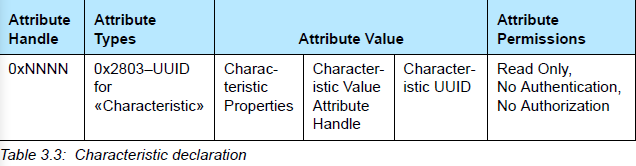 Attribute Handle
Attribute Types
Attribute Value
Attribute Permissions
0xNNNN
0x2803–UUID
for
«Characteristic»
Charac-
teristic
Properties
Character-
istic Value
Attribute
Handle
Character-
istic UUID
Read Only,
No Authentication,
No Authorization
Table 3.3: Characteristic declaration